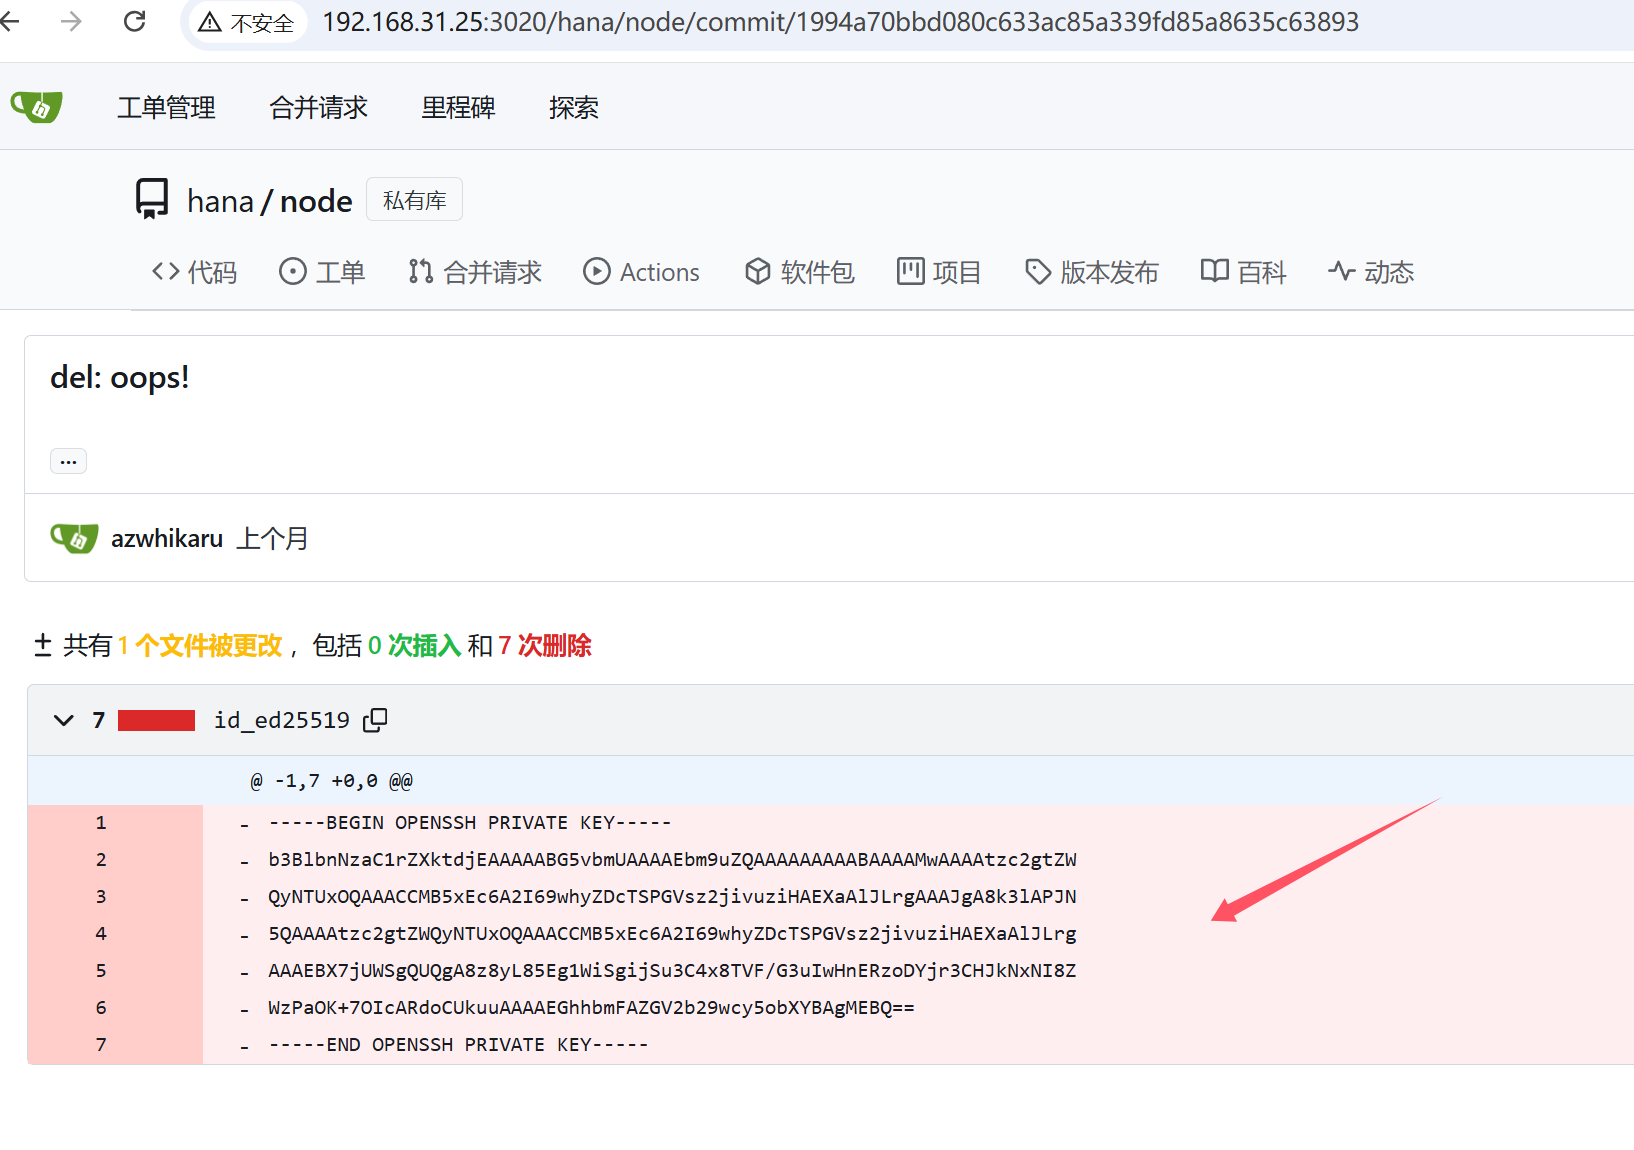 不安全 192.168.31.25:3020/hana/node/commit/1994a70bbd080c633ac85a339fd85a8635c63893
工单管理 合并请求 里程碑 探索
hana / node 私有库
代码 工单 合并请求 Actions 软件包 项目 版本发布 百科 动态
del: oops!
...
azwhikaru 上个月
共有 1 个文件被更改 ，包括 0 次插入 和 7 次删除
7 id_ed25519
@ -1,7 +0,0 @@
1 - -----BEGIN OPENSSH PRIVATE KEY-----
2 - b3BlbnNzaC1rZXktdjEAAAAABG5vbmUAAAAEbm9uZQAAAAAAAAABAAAAMwAAAAtzc2gtZW
3 - QyNTUxOQAAACCMB5xEc6A2I69whyZDcTSPGVsz2jivuziHAEXaAlJLrgAAAJgA8k3lAPJN
4 - 5QAAAAtzc2gtZWQyNTUxOQAAACCMB5xEc6A2I69whyZDcTSPGVsz2jivuziHAEXaAlJLrg
5 - AAAEBX7jUWSgQUQgA8z8yL85Eg1WiSgijSu3C4x8TVF/G3uIwHnERzoDYjr3CHJkNxNI8Z
6 - WzPaOK+7OIcARdoCUkuuAAAAEGhhbmFAZGV2b29wcy5obXYBAgMEBQ==
7 - -----END OPENSSH PRIVATE KEY-----